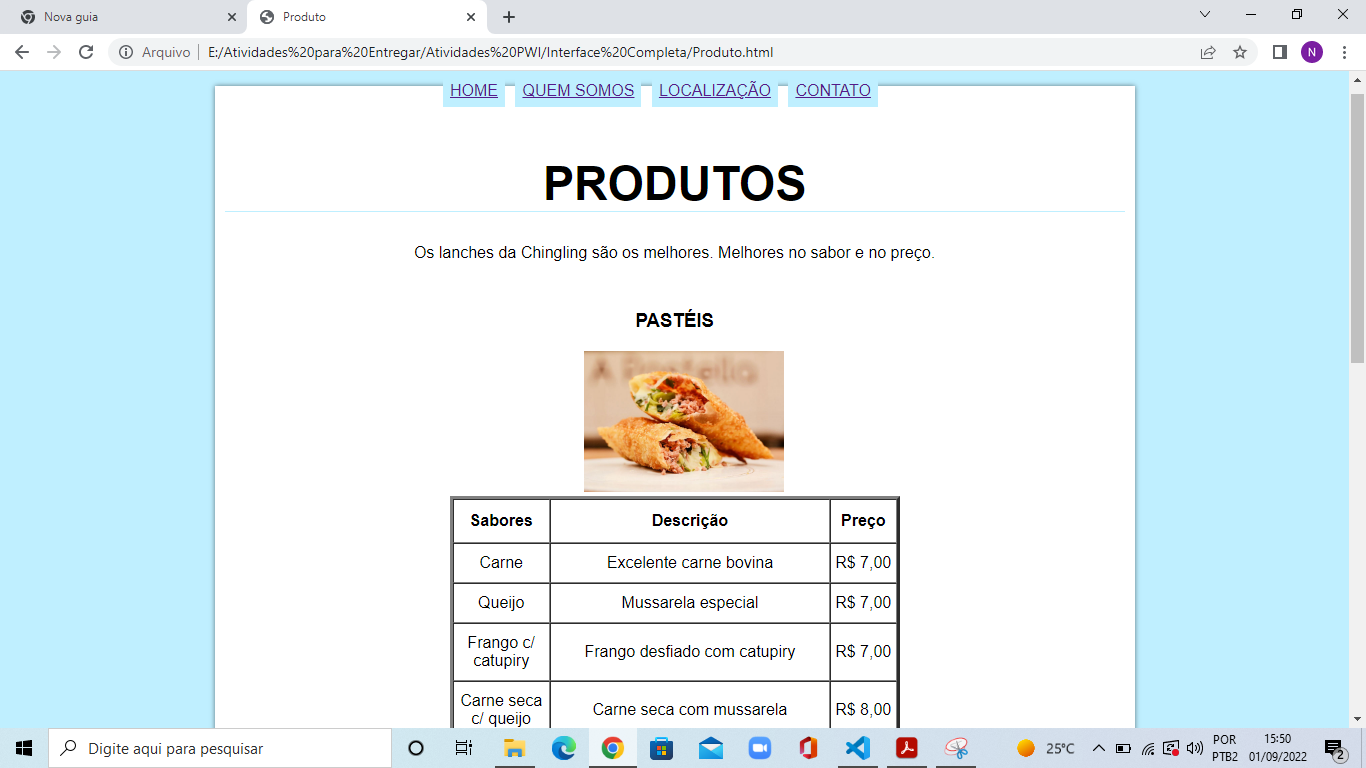 Nova guia
Produto
Arquivo
E:/Atividades%20para%20Entregar/Atividades%20PWI/Interface%20Completa/Produto.html
N
HOME QUEM SOMOS LOCALIZAÇÃO CONTATO
PRODUTOS
Os lanches da Chingling são os melhores. Melhores no sabor e no preço.
PASTÉIS
Sabores Descrição Preço
Carne Excelente carne bovina R$ 7,00
Queijo Mussarela especial R$ 7,00
Frango c/
catupiry
Frango desfiado com catupiry R$ 7,00
Carne seca
c/ queijo
Carne seca com mussarela R$ 8,00
Digite aqui para pesquisar
25°C
POR
PTB2
15:50
01/09/2022
2